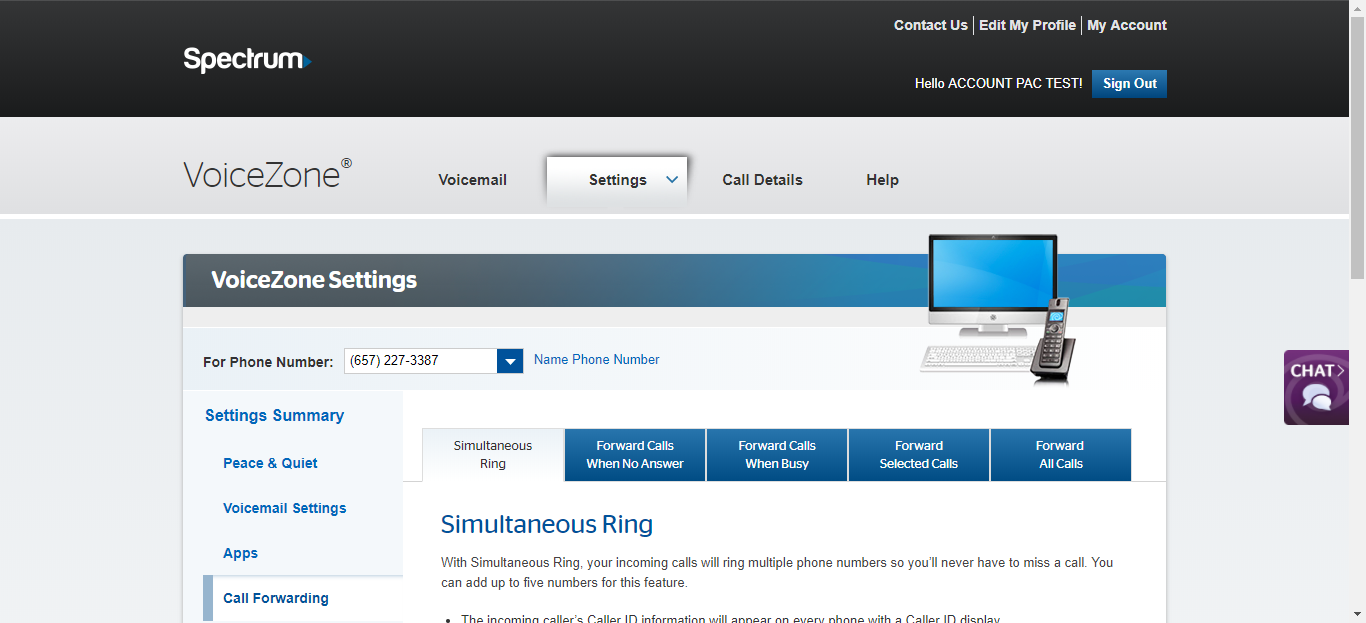 Contact Us Edit My Profile My Account
Spectrum
Hello ACCOUNT PAC TEST! Sign Out
VoiceZone®
Voicemail
Settings
Call Details
Help
VoiceZone Settings
For Phone Number: (657) 227-3387 Name Phone Number
CHAT
Settings Summary
Peace & Quiet
Voicemail Settings
Apps
Call Forwarding
Simultaneous
Ring
Forward Calls
When No Answer
Forward Calls
When Busy
Forward
Selected Calls
Forward
All Calls
Simultaneous Ring
With Simultaneous Ring, your incoming calls will ring multiple phone numbers so you'll never have to miss a call. You
can add up to five numbers for this feature.
• The incoming caller's Caller ID information will appear on every phone with a Caller ID display.